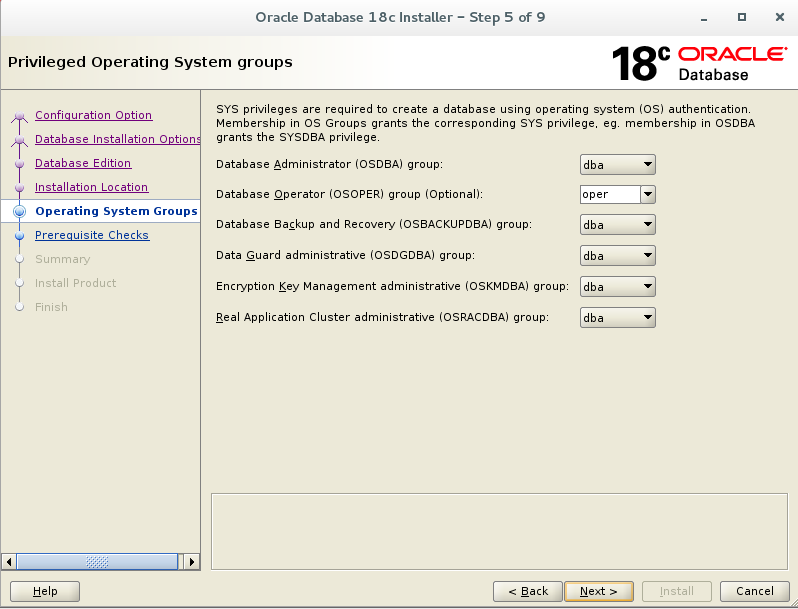 Oracle Database 18c Installer – Step 5 of 9
Privileged Operating System groups
18c ORACLE
Database
Configuration Option
Database Installation Options
Database Edition
Installation Location
Operating System Groups
Prerequisite Checks
Summary
Install Product
Finish
SYS privileges are required to create a database using operating system (OS) authentication.
Membership in OS Groups grants the corresponding SYS privilege, eg. membership in OSDBA
grants the SYSDBA privilege.
Database Administrator (OSDBA) group: dba
Database Operator (OSOPER) group (Optional): oper
Database Backup and Recovery (OSBACKUPDBA) group: dba
Data Guard administrative (OSDGDBA) group: dba
Encryption Key Management administrative (OSKMDBA) group: dba
Real Application Cluster administrative (OSRACDBA) group: dba
Help < Back Next > Install Cancel